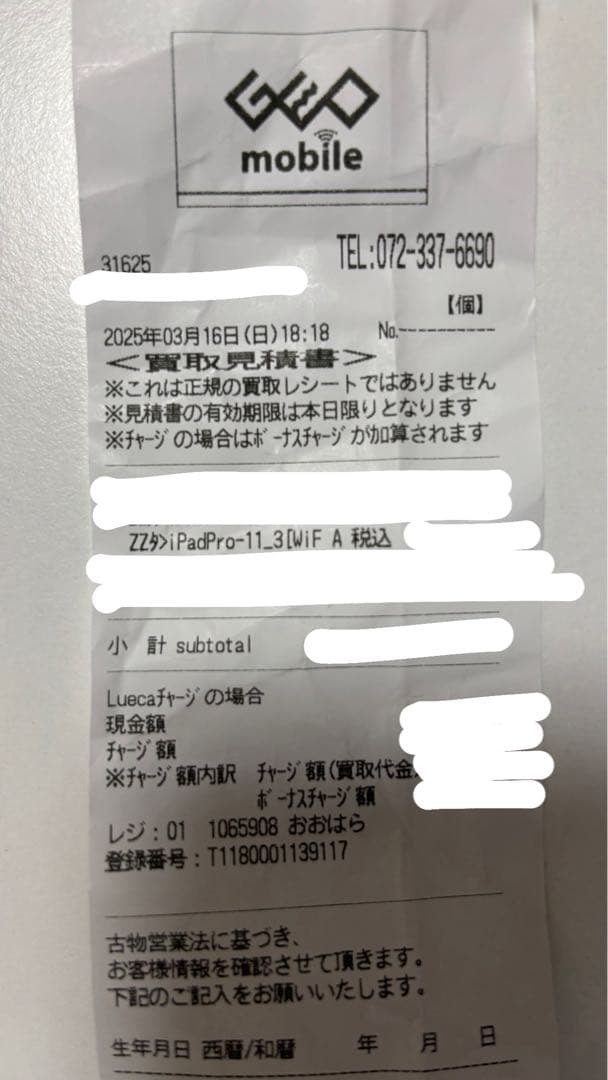 GEO
mobile
31625
TEL:072-337-6690
【個】
2025年03月16日(日)18:18 No.----------
＜買取見積書＞
※これは正規の買取レシートではありません
※見積書の有効期限は本日限りとなります
※ﾁｬｰｼﾞの場合はﾎﾞｰﾅｽﾁｬｰｼﾞが加算されます
ZZﾀ>iPadPro-11_3[WiF A 税込
小 計 subtotal
Luecaﾁｬｰｼﾞの場合
現金額
ﾁｬｰｼﾞ額
※ﾁｬｰｼﾞ額内訳 ﾁｬｰｼﾞ額(買取代金
ﾎﾞｰﾅｽﾁｬｰｼﾞ額
レジ:01 1065908 おおはら
登録番号:T1180001139117
古物営業法に基づき、
お客様情報を確認させて頂きます。
下記のご記入をお願いいたします。
生年月日 西暦/和暦 年 月 日